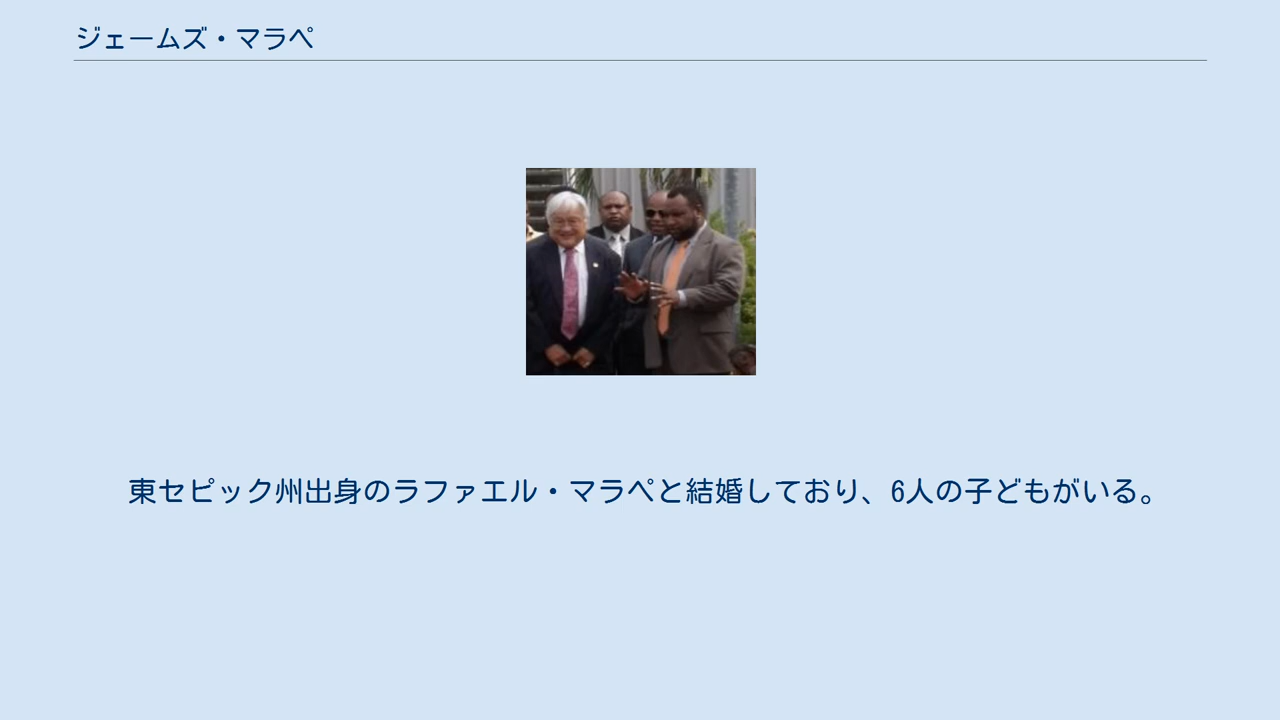 ジェームズ・マラペ
東セピック州出身のラファエル・マラペと結婚しており、6人の子どもがいる。